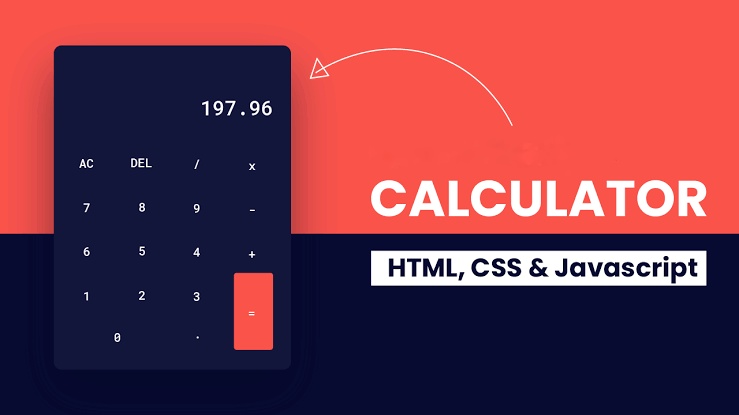 197.96
AC DEL / x
7 8 9 -
6 5 4 +
1 2 3 =
0 .
CALCULATOR
HTML, CSS & Javascript